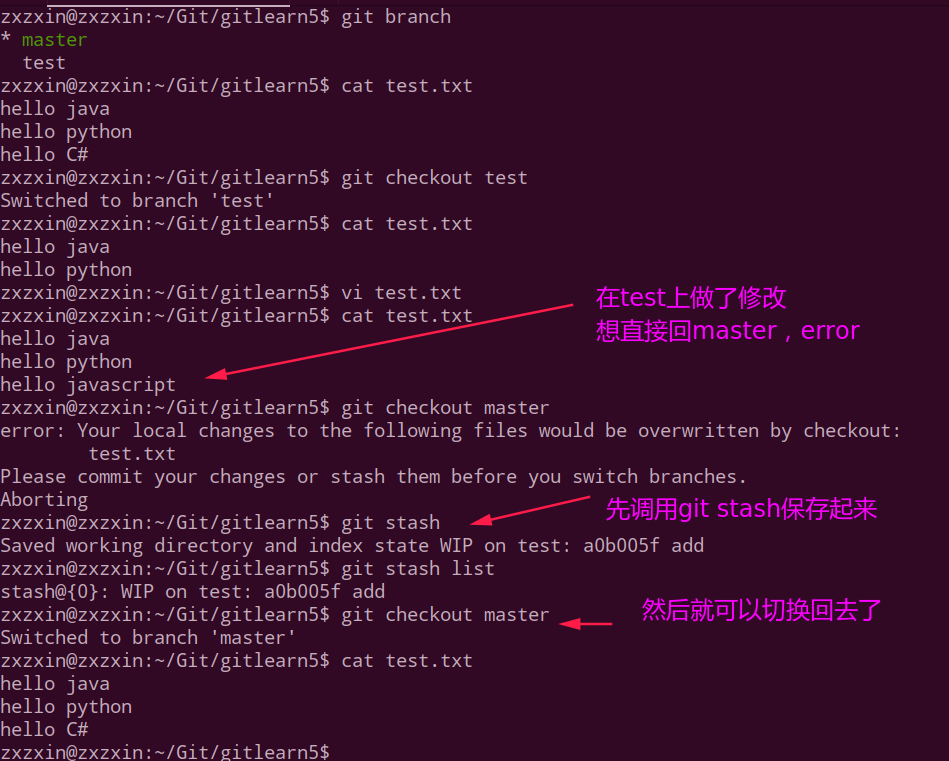 zxzxin@zxzxin:~/Git/gitlearn5$ git branch
* master
  test
zxzxin@zxzxin:~/Git/gitlearn5$ cat test.txt
hello java
hello python
hello C#
zxzxin@zxzxin:~/Git/gitlearn5$ git checkout test
Switched to branch 'test'
zxzxin@zxzxin:~/Git/gitlearn5$ cat test.txt
hello java
hello python
zxzxin@zxzxin:~/Git/gitlearn5$ vi test.txt
在test上做了修改
zxzxin@zxzxin:~/Git/gitlearn5$ cat test.txt
想直接回master，error
hello java
hello python
hello javascript
zxzxin@zxzxin:~/Git/gitlearn5$ git checkout master
error: Your local changes to the following files would be overwritten by checkout:
        test.txt
Please commit your changes or stash them before you switch branches.
Aborting
zxzxin@zxzxin:~/Git/gitlearn5$ git stash
先调用git stash保存起来
Saved working directory and index state WIP on test: a0b005f add
zxzxin@zxzxin:~/Git/gitlearn5$ git stash list
stash@{0}: WIP on test: a0b005f add
zxzxin@zxzxin:~/Git/gitlearn5$ git checkout master
然后就可以切换回去了
Switched to branch 'master'
zxzxin@zxzxin:~/Git/gitlearn5$ cat test.txt
hello java
hello python
hello C#
zxzxin@zxzxin:~/Git/gitlearn5$